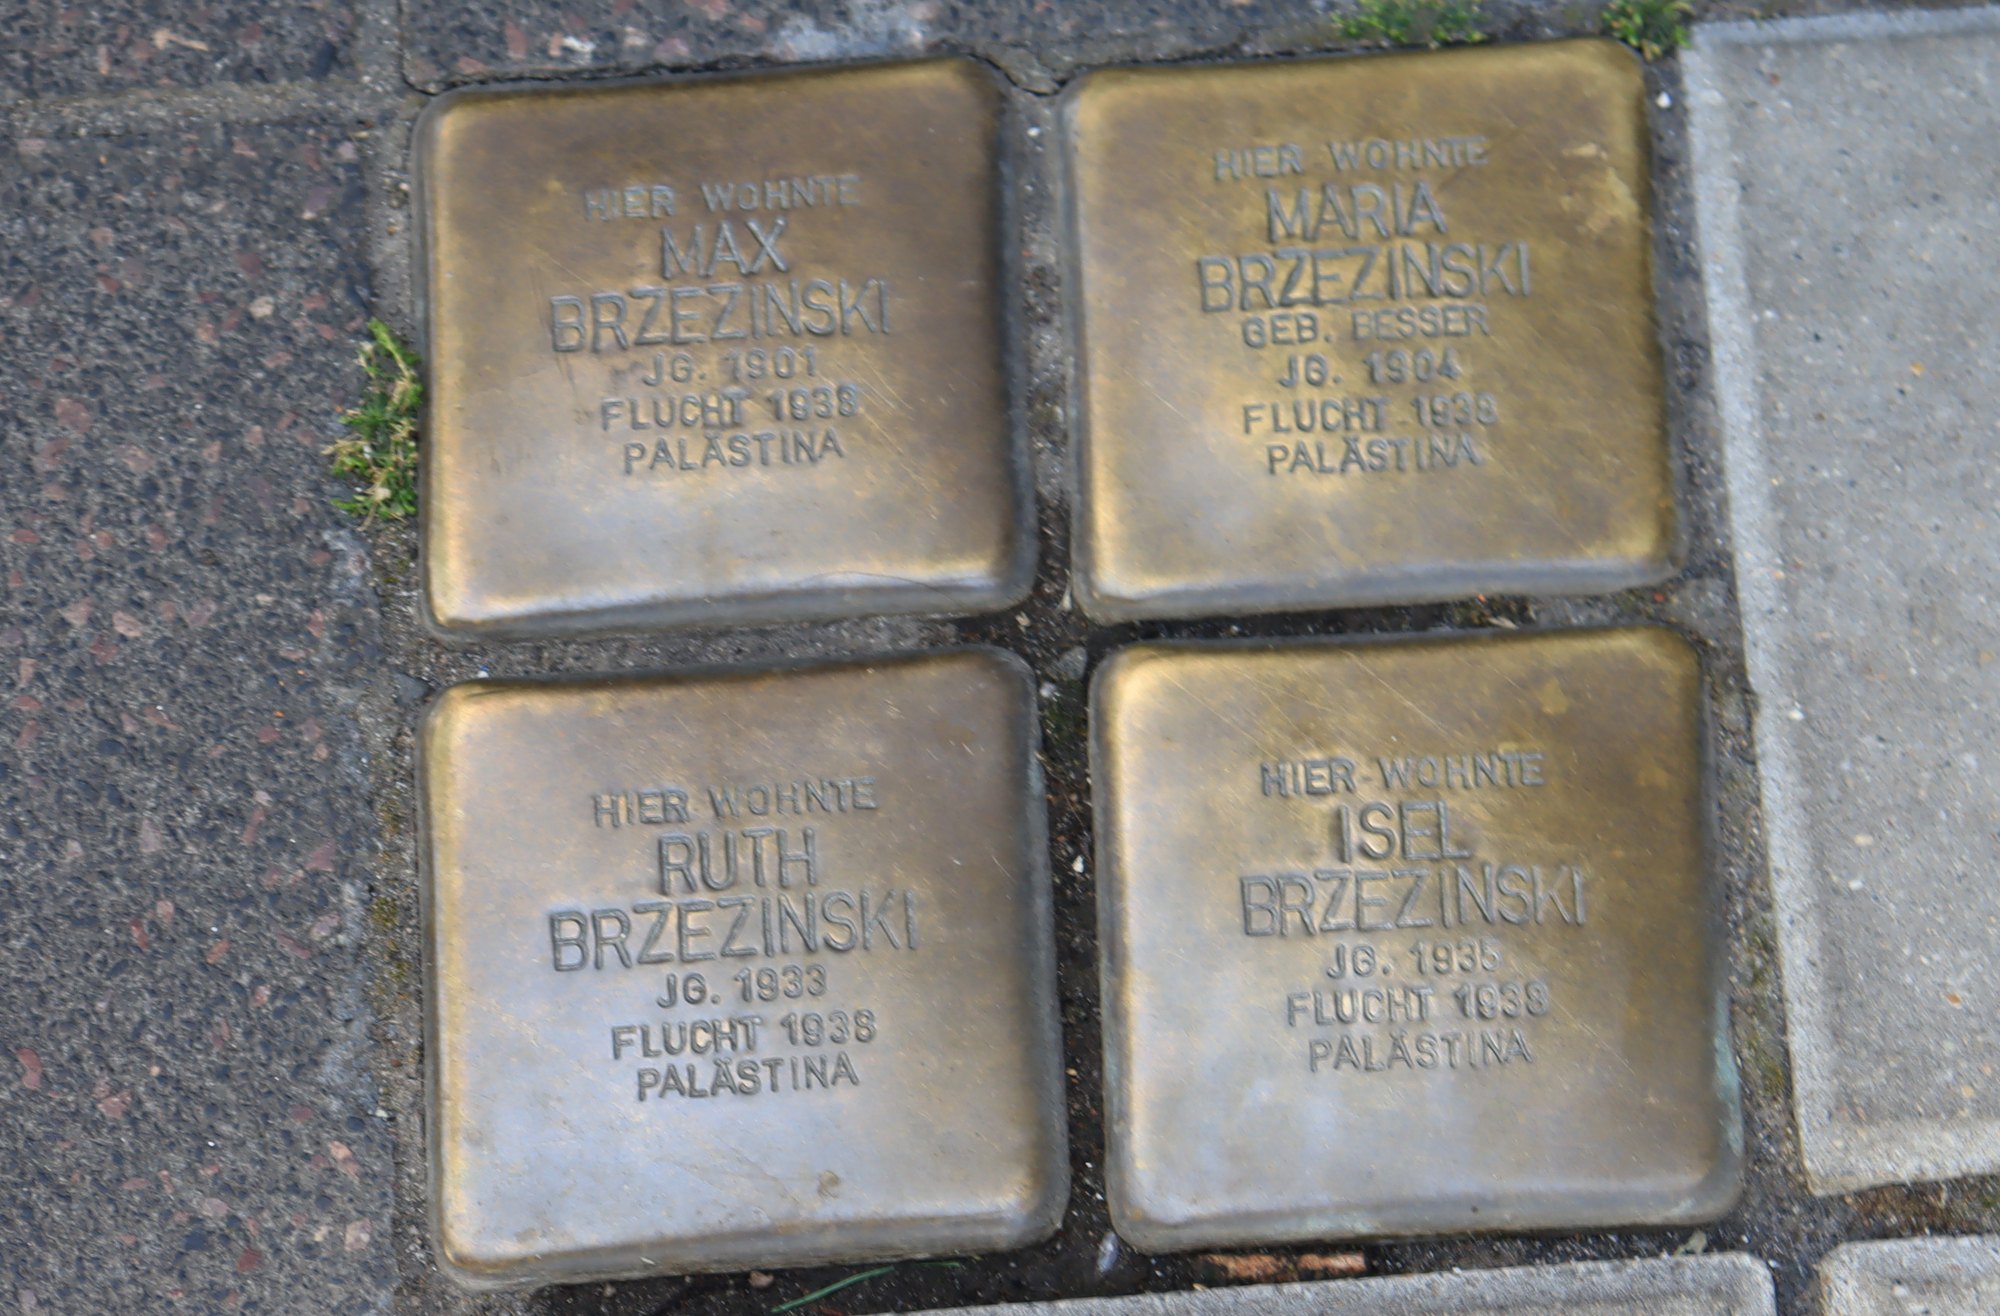 HIER WOHNTE
MAX
BRZEZINSKI
JG. 1901
FLUCHT 1938
PALÄSTINA
HIER WOHNTE
MARIA
BRZEZINSKI
GEB. BESSER
JG. 1904
FLUCHT 1938
PALÄSTINA
HIER WOHNTE
RUTH
BRZEZINSKI
JG. 1933
FLUCHT 1938
PALÄSTINA
HIER WOHNTE
ISEL
BRZEZINSKI
JG. 1935
FLUCHT 1938
PALÄSTINA